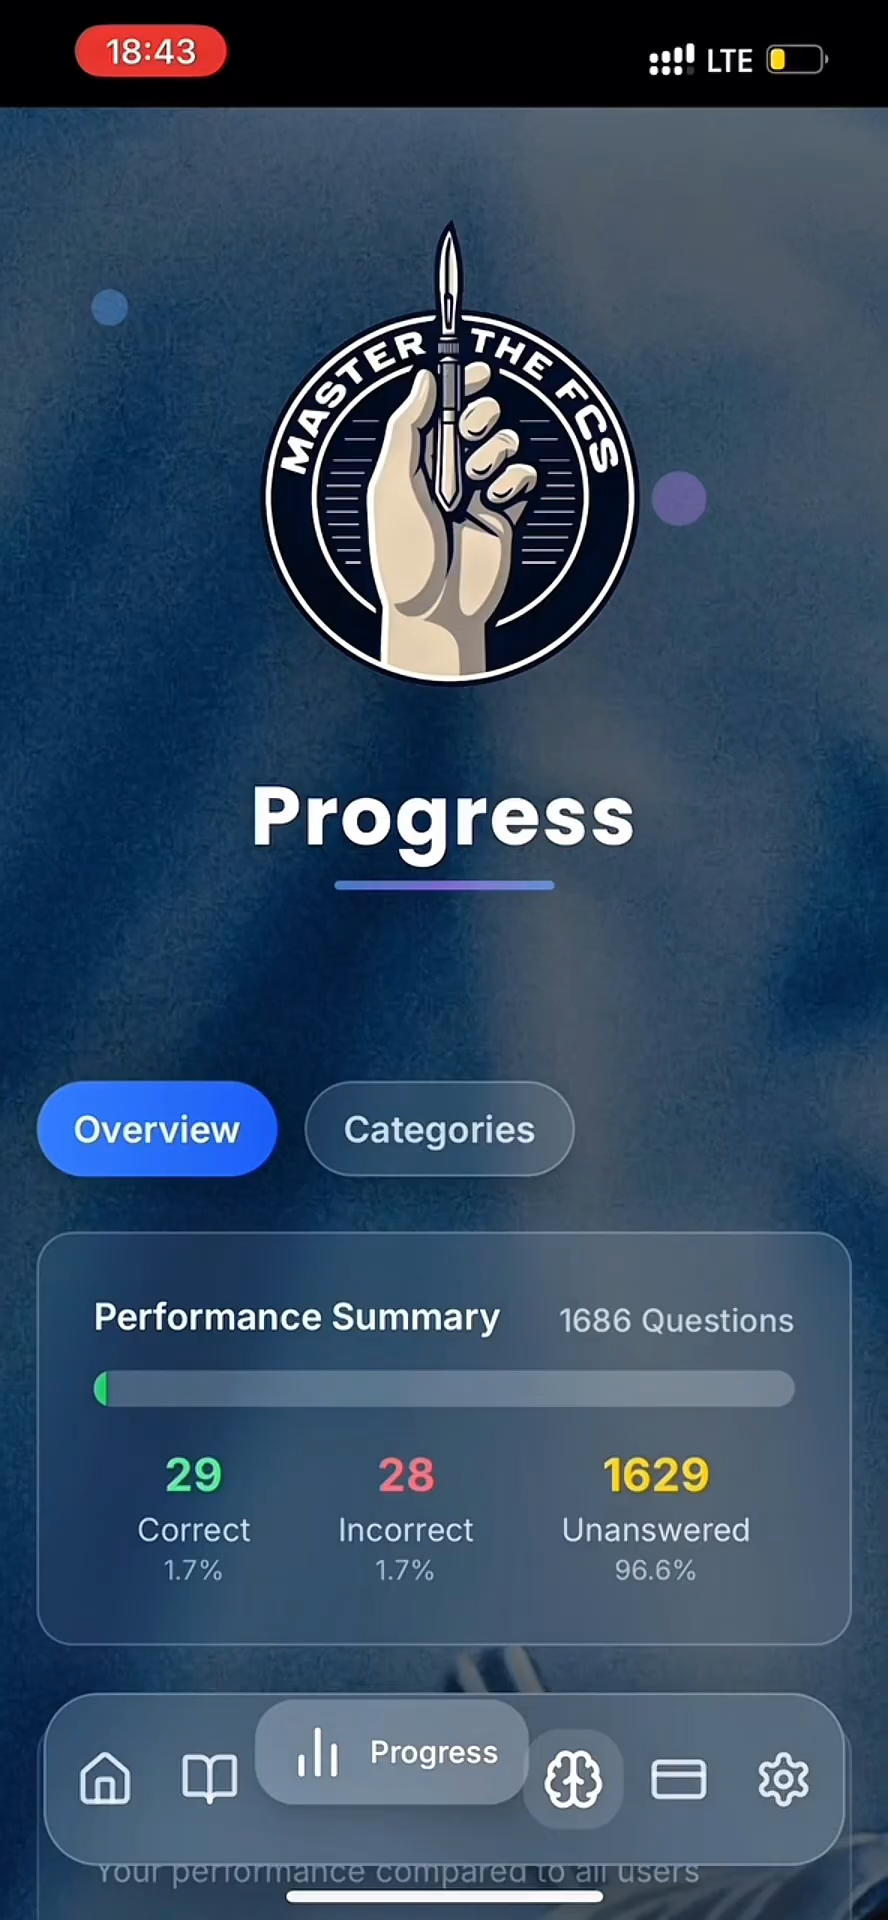 18:43
LTE
MASTER THE FCS
Progress
Overview
Categories
Performance Summary
1686 Questions
29
28
1629
Correct
Incorrect
Unanswered
1.7%
1.7%
96.6%
Progress
Your performance compared to all users